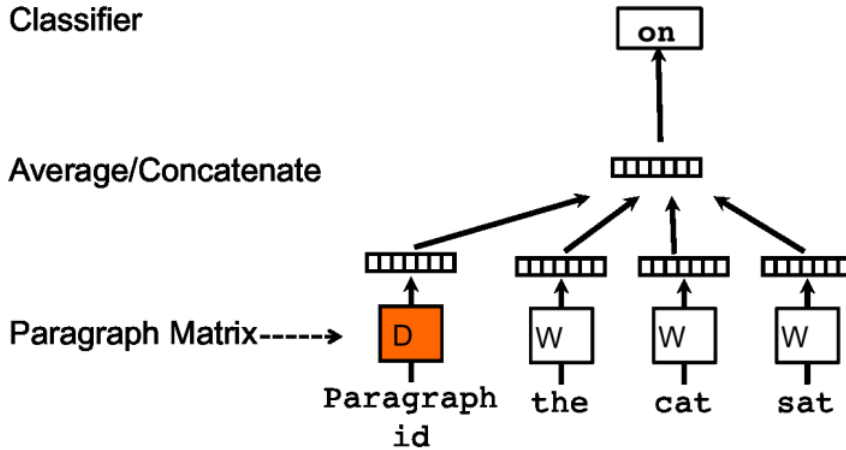 Classifier
on
Average/Concatenate
Paragraph Matrix
D
W
W
W
Paragraph
id
the
cat
sat